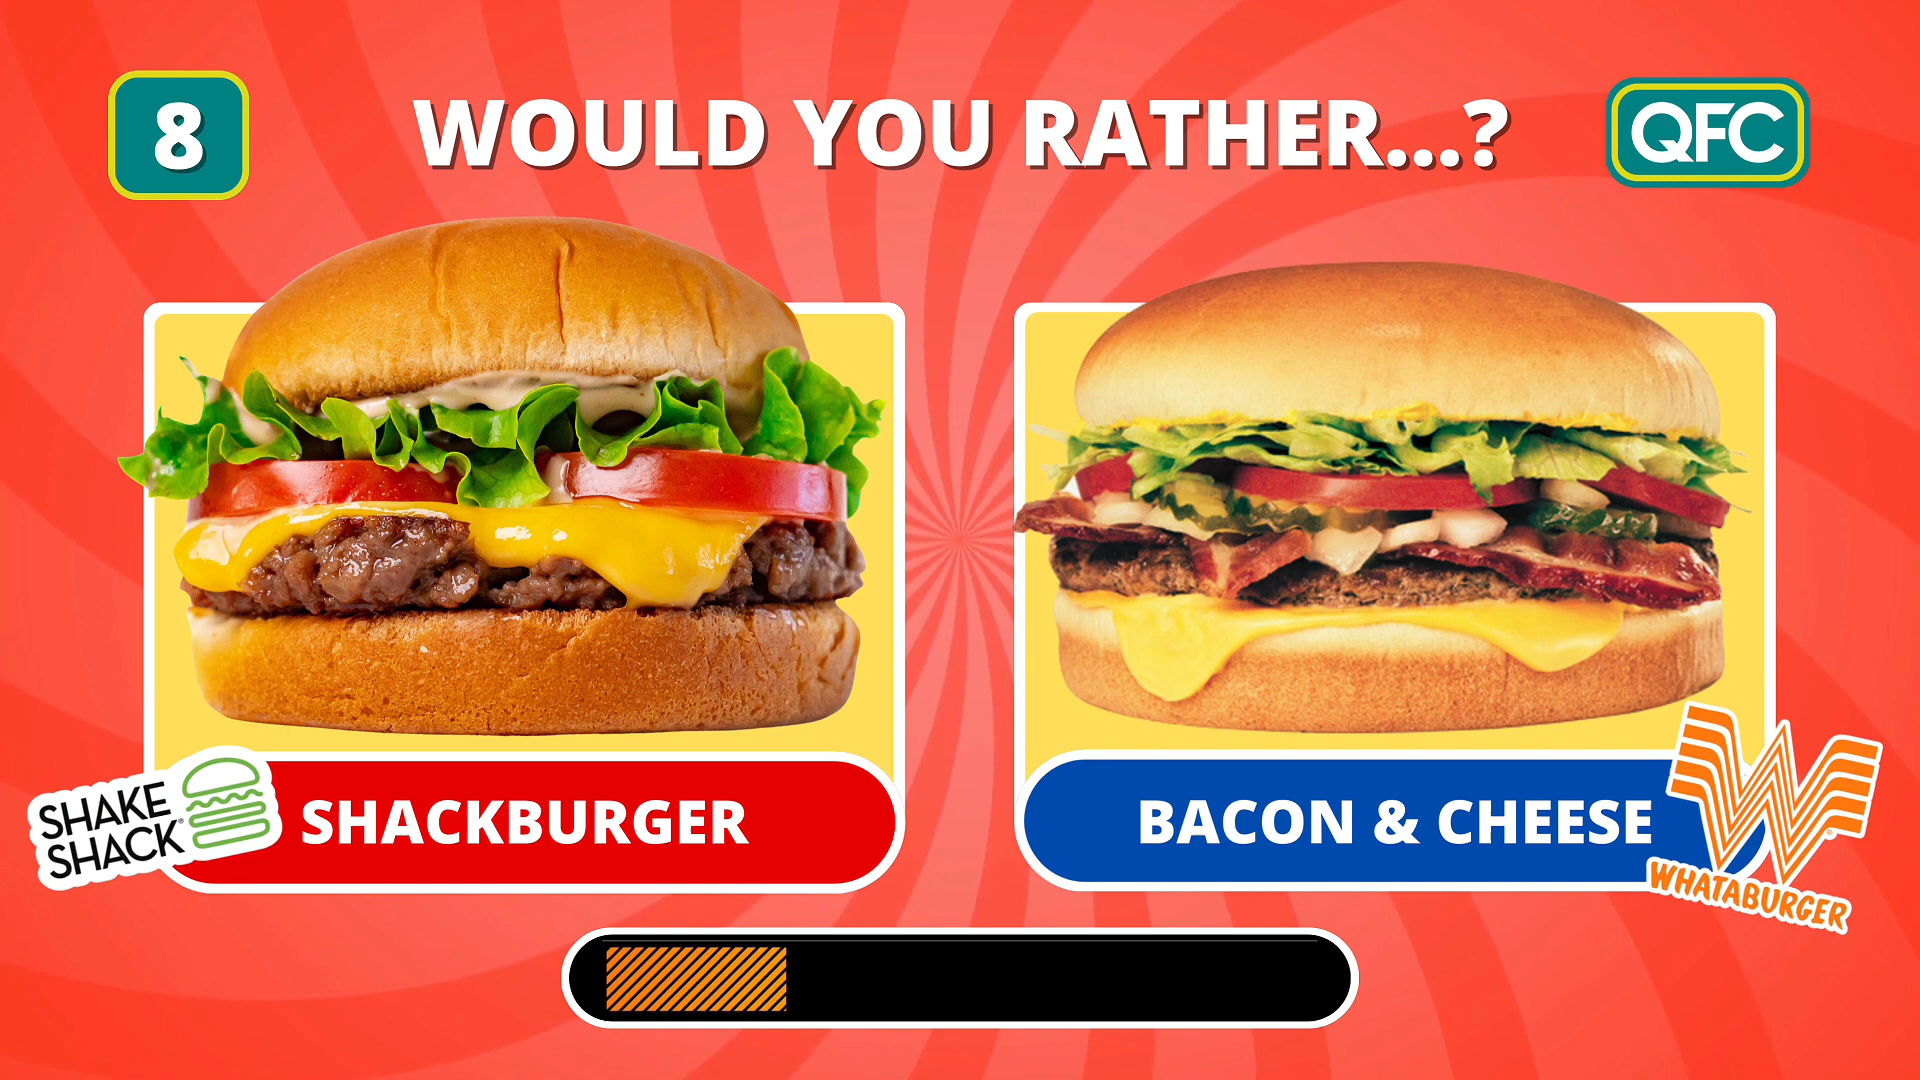 8
WOULD YOU RATHER...?
QFC
SHAKE
SHACK
SHACKBURGER
BACON & CHEESE
W
WHATABURGER